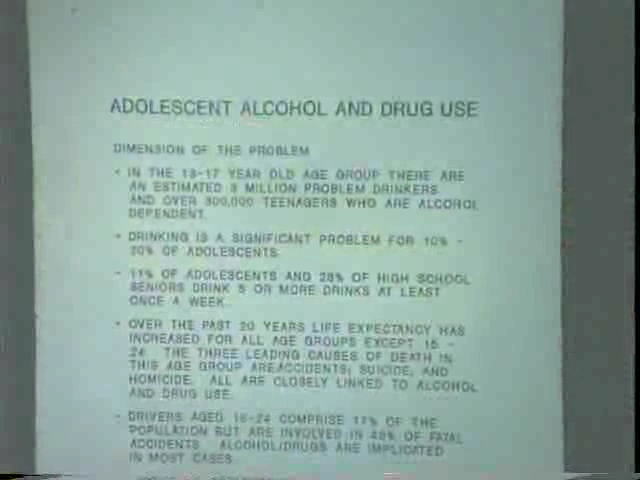 ADOLESCENT ALCOHOL AND DRUG USE
DIMENSION OF THE PROBLEM
• IN THE 13-17 YEAR OLD AGE GROUP THERE ARE
AN ESTIMATED 3 MILLION PROBLEM DRINKERS
AND OVER 300,000 TEENAGERS WHO ARE ALCOHOL
DEPENDENT.
• DRINKING IS A SIGNIFICANT PROBLEM FOR 10% -
20% OF ADOLESCENTS.
- 11% OF ADOLESCENTS AND 28% OF HIGH SCHOOL
SENIORS DRINK 5 OR MORE DRINKS AT LEAST
ONCE A WEEK.
• OVER THE PAST 20 YEARS LIFE EXPECTANCY HAS
INCREASED FOR ALL AGE GROUPS EXCEPT 15 -
24. THE THREE LEADING CAUSES OF DEATH IN
THIS AGE GROUP AREACCIDENTS, SUICIDE, AND
HOMICIDE. ALL ARE CLOSELY LINKED TO ALCOHOL
AND DRUG USE.
• DRIVERS AGED 16-24 COMPRISE 17% OF THE
POPULATION BUT ARE INVOLVED IN 48% OF FATAL
ACCIDENTS. ALCOHOL/DRUGS ARE IMPLICATED
IN MOST CASES.